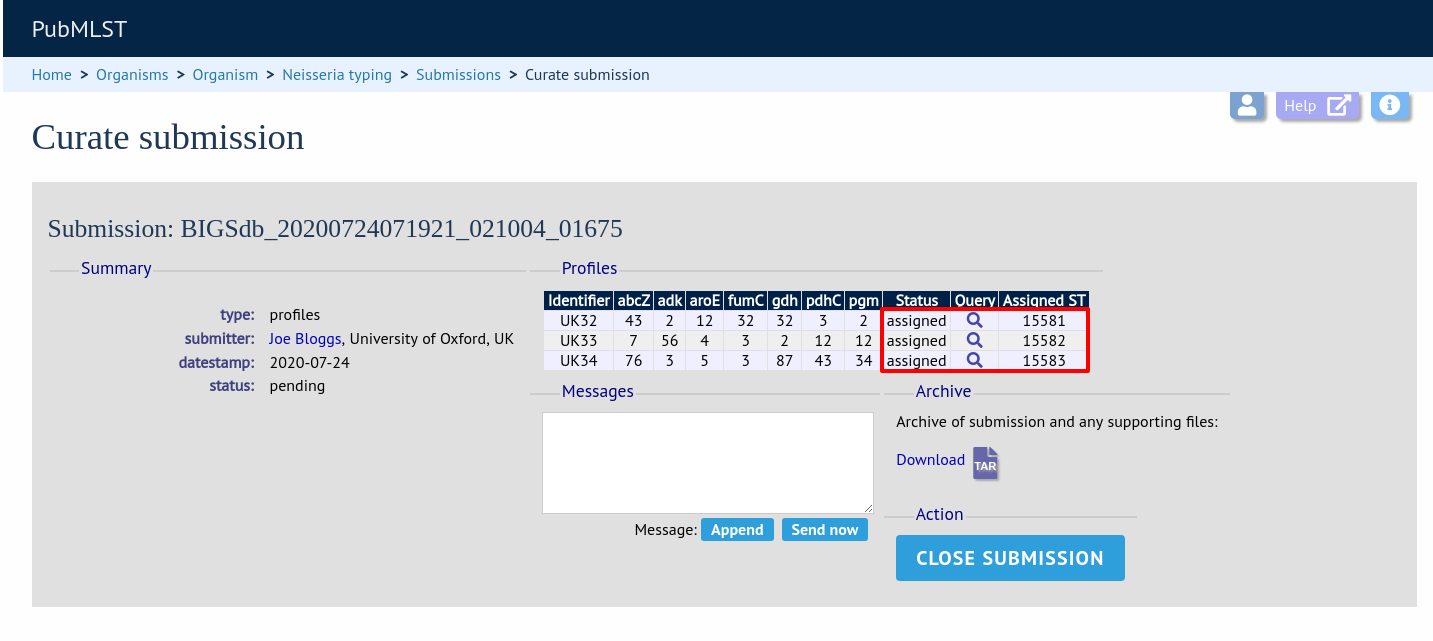 PubMLST
Home > Organisms > Organism > Neisseria typing > Submissions > Curate submission
Help
Curate submission
Submission: BIGSdb_20200724071921_021004_01675
Summary
type: profiles
submitter: Joe Bloggs, University of Oxford, UK
datestamp: 2020-07-24
status: pending
Profiles
Identifier abcZ adk aroE fumC gdh pdhC pgm Status Query Assigned ST
UK32 43 2 12 32 32 3 2 assigned 15581
UK33 7 56 4 3 2 12 12 assigned 15582
UK34 76 3 5 3 87 43 34 assigned 15583
Messages
Message: Append Send now
Archive
Archive of submission and any supporting files:
Download TAR
Action
CLOSE SUBMISSION